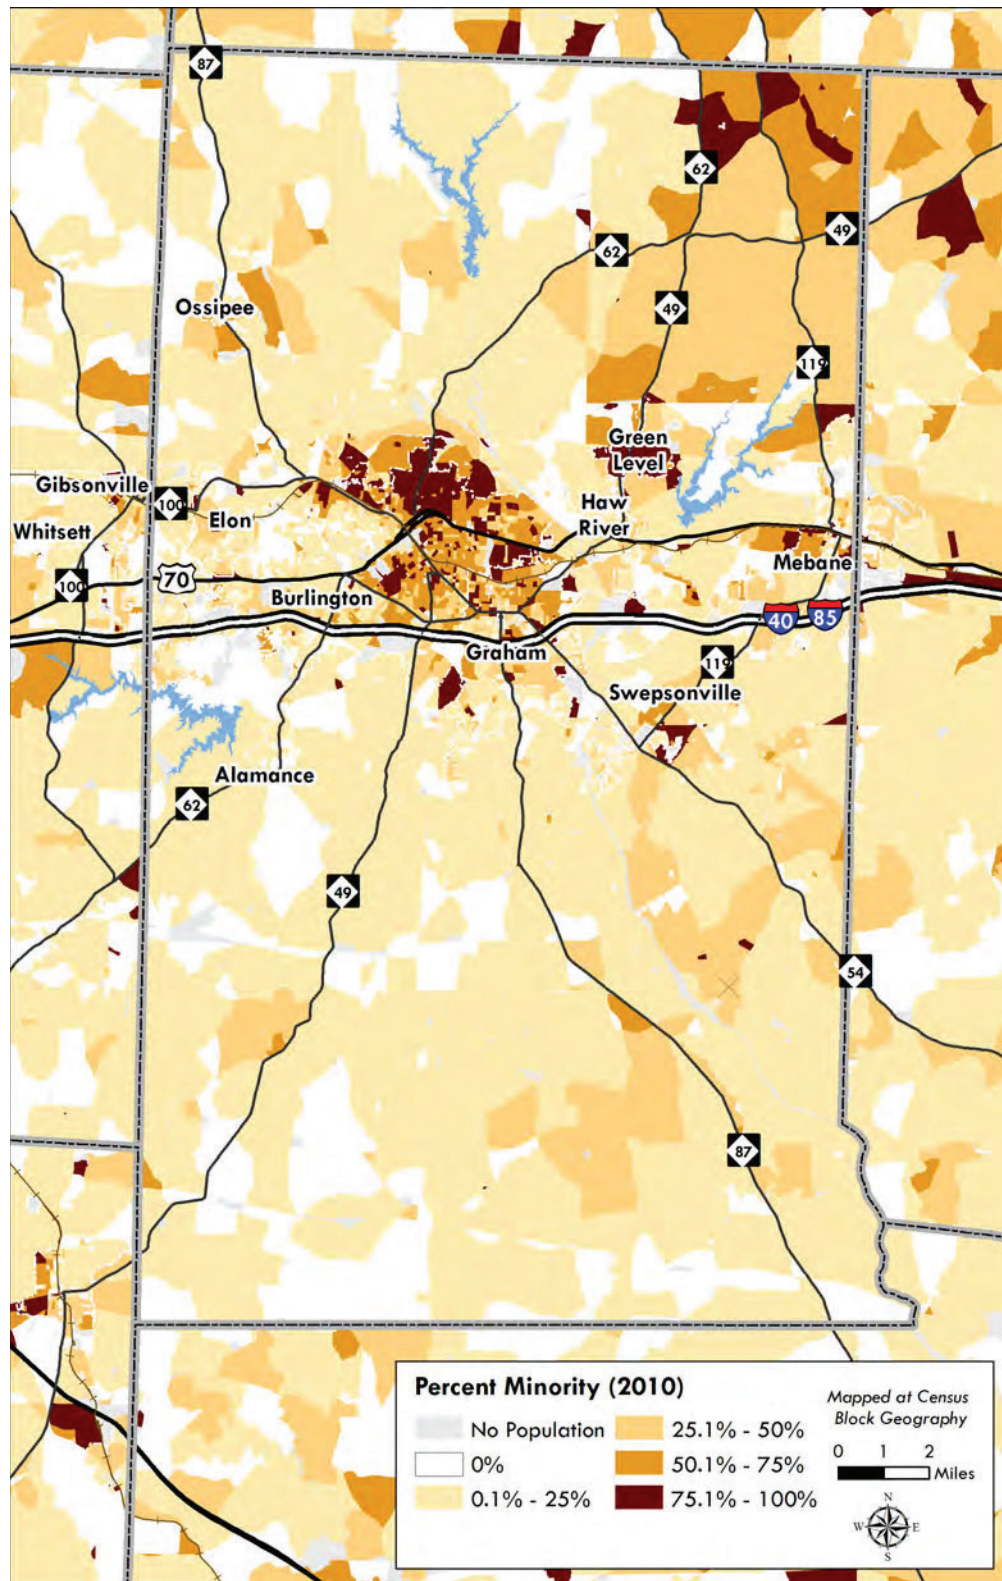 87
62
49
62
49
Ossipee
119
Green
Level
Gibsonville
100
Elon
Haw
River
Whitsett
Mebane
100
70
Burlington
40
85
Graham
119
Swepsonville
Alamance
62
49
54
87
Percent Minority (2010)
No Population
0%
0.1% - 25%
25.1% - 50%
50.1% - 75%
75.1% - 100%
Mapped at Census
Block Geography
0 1 2
Miles
N
W E
S